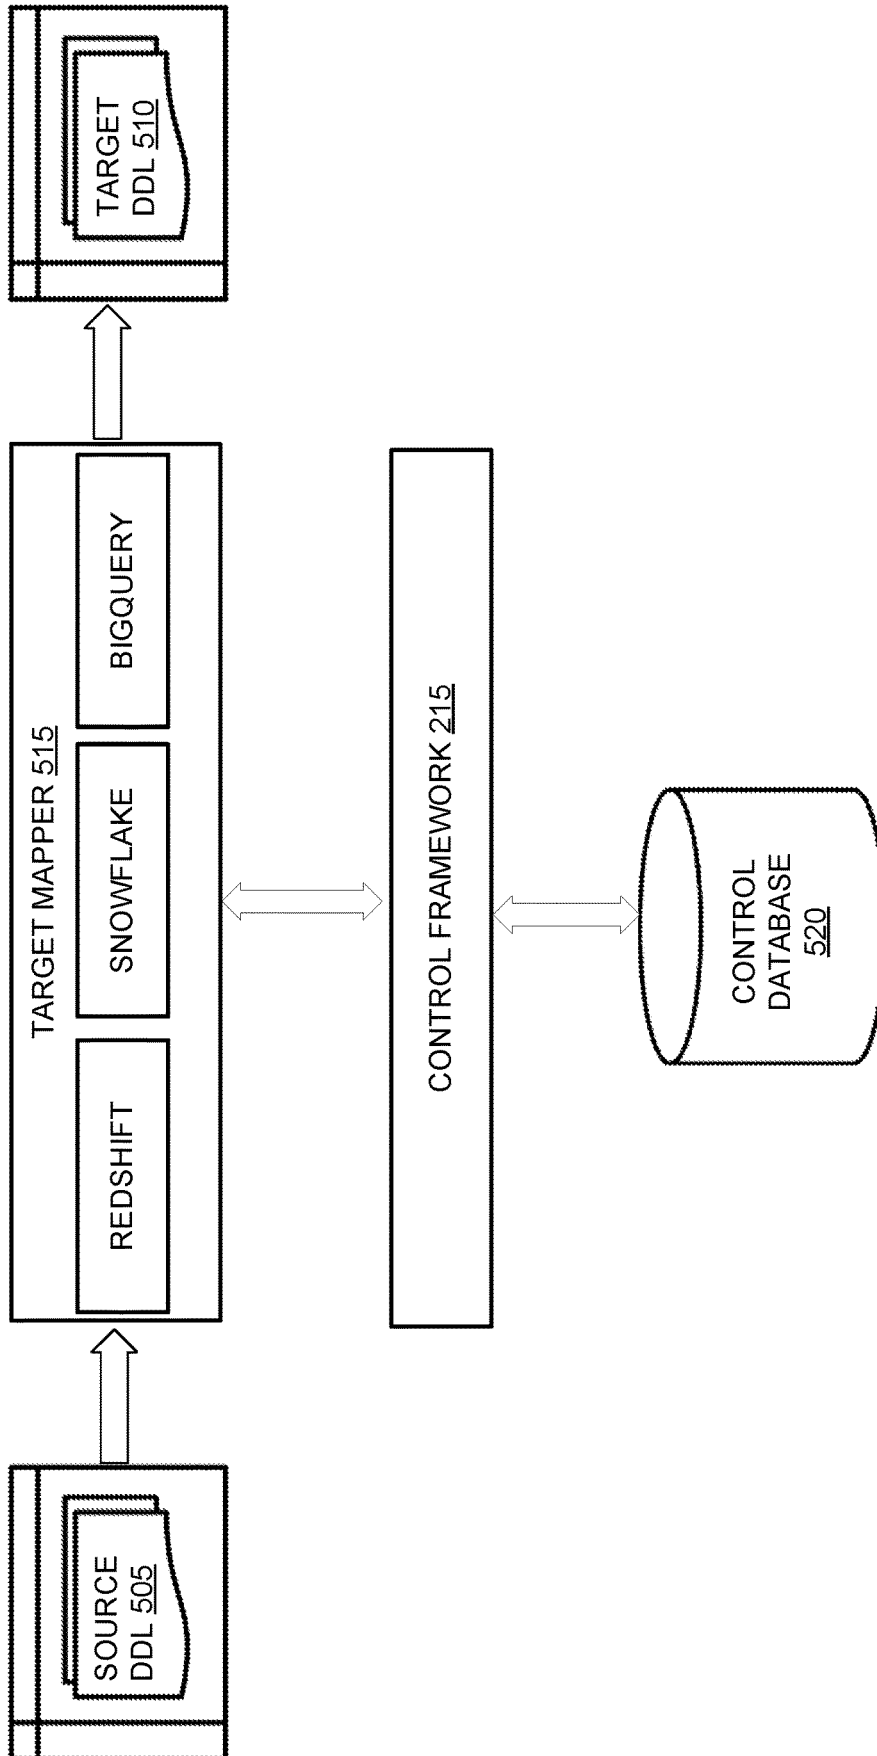 SOURCE
DDL 505
TARGET MAPPER 515
REDSHIFT
SNOWFLAKE
BIGQUERY
TARGET
DDL 510
CONTROL FRAMEWORK 215
CONTROL
DATABASE
520